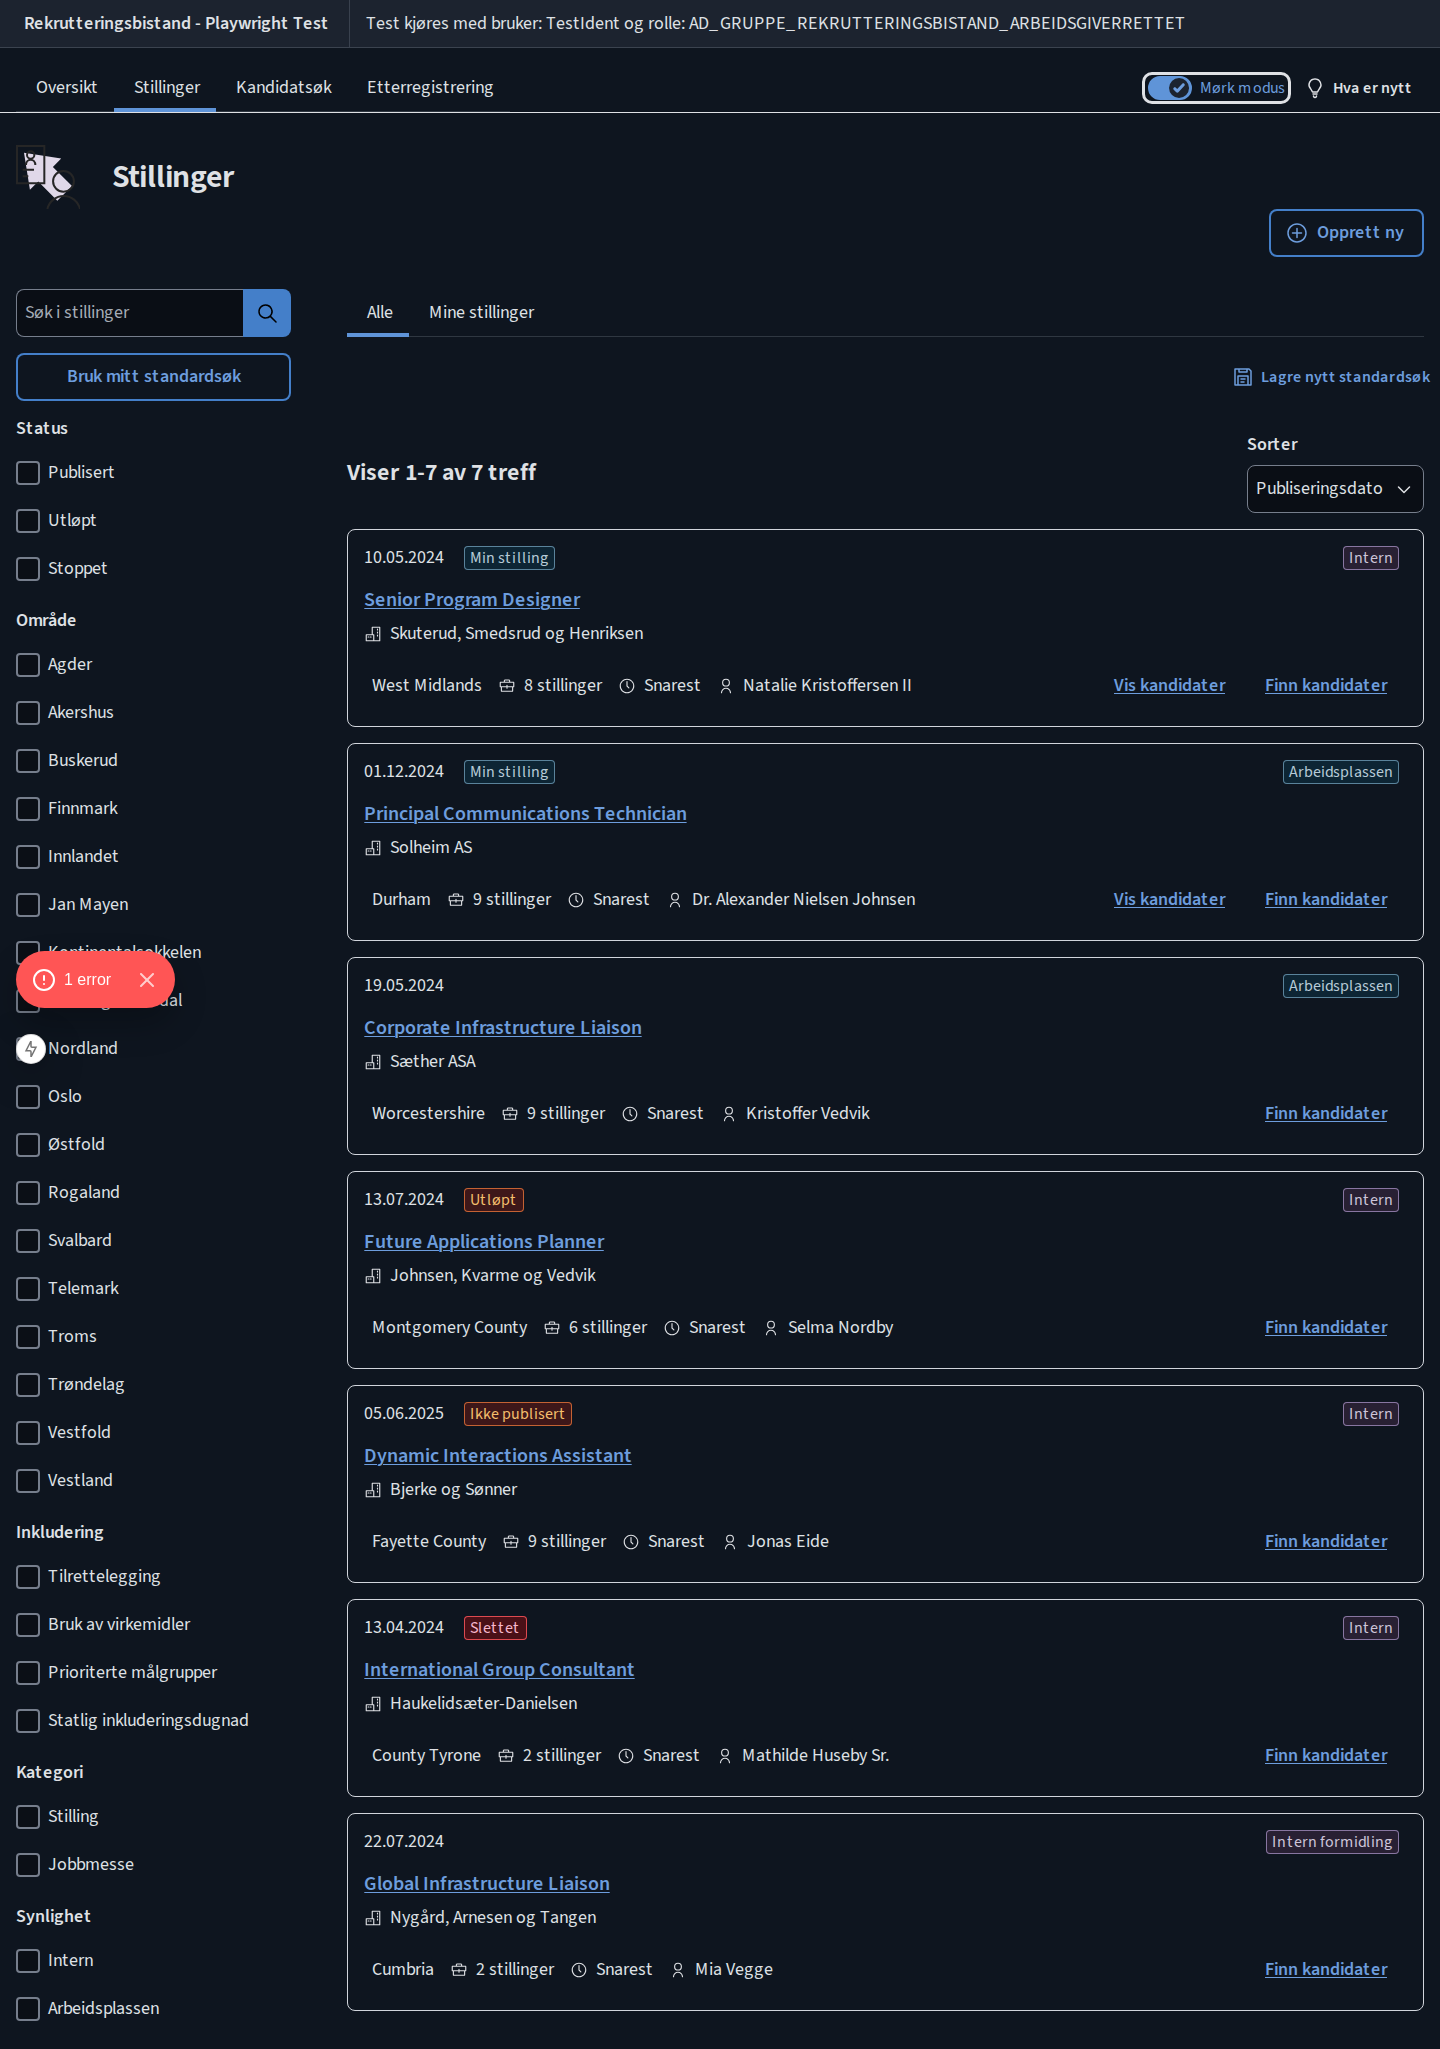 Rekrutteringsbistand - Playwright Test
Test kjøres med bruker: TestIdent og rolle: AD_GRUPPE_REKRUTTERINGSBISTAND_ARBEIDSGIVERRETTET
Oversikt
Stillinger
Kandidatsøk
Etterregistrering
Mørk modus
Hva er nytt
Stillinger
Opprett ny
Søk i stillinger
Bruk mitt standardsøk
Status
Publisert
Utløpt
Stoppet
Område
Agder
Akershus
Buskerud
Finnmark
Innlandet
Jan Mayen
1 error
Nordland
Oslo
Østfold
Rogaland
Svalbard
Telemark
Troms
Trøndelag
Vestfold
Vestland
Inkludering
Tilrettelegging
Bruk av virkemidler
Prioriterte målgrupper
Statlig inkluderingsdugnad
Kategori
Stilling
Jobbmesse
Synlighet
Intern
Arbeidsplassen
Alle
Mine stillinger
Lagre nytt standardsøk
Viser 1-7 av 7 treff
Sorter
Publiseringsdato
10.05.2024 Min stilling Intern
Senior Program Designer
Skuterud, Smedsrud og Henriksen
West Midlands 8 stillinger Snarest Natalie Kristoffersen II Vis kandidater Finn kandidater
01.12.2024 Min stilling Arbeidsplassen
Principal Communications Technician
Solheim AS
Durham 9 stillinger Snarest Dr. Alexander Nielsen Johnsen Vis kandidater Finn kandidater
19.05.2024 Arbeidsplassen
Corporate Infrastructure Liaison
Sæther ASA
Worcestershire 9 stillinger Snarest Kristoffer Vedvik Finn kandidater
13.07.2024 Utløpt Intern
Future Applications Planner
Johnsen, Kvarme og Vedvik
Montgomery County 6 stillinger Snarest Selma Nordby Finn kandidater
05.06.2025 Ikke publisert Intern
Dynamic Interactions Assistant
Bjerke og Sønner
Fayette County 9 stillinger Snarest Jonas Eide Finn kandidater
13.04.2024 Slettet Intern
International Group Consultant
Haukelidsæter-Danielsen
County Tyrone 2 stillinger Snarest Mathilde Huseby Sr. Finn kandidater
22.07.2024 Intern formidling
Global Infrastructure Liaison
Nygård, Arnesen og Tangen
Cumbria 2 stillinger Snarest Mia Vegge Finn kandidater